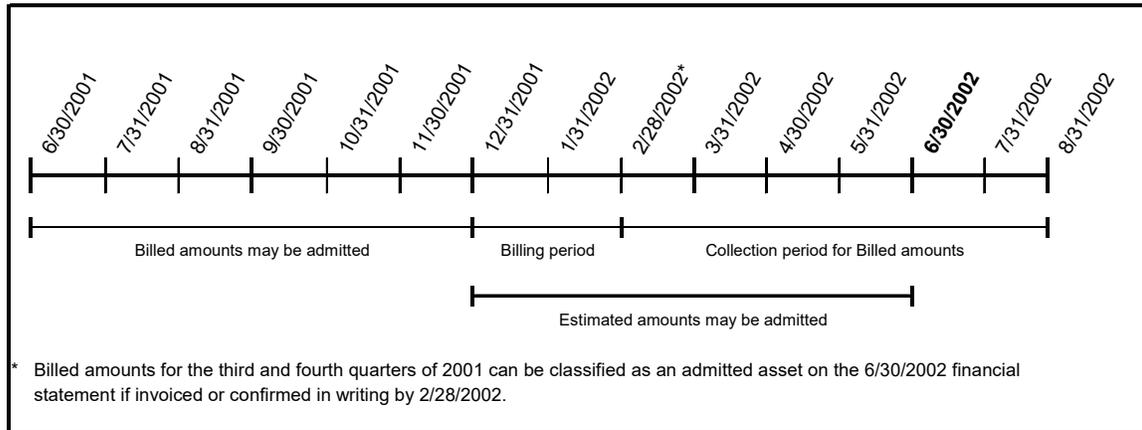 6/30/2001
7/31/2001
8/31/2001
9/30/2001
10/31/2001
11/30/2001
12/31/2001
1/31/2002
2/28/2002*
3/31/2002
4/30/2002
5/31/2002
6/30/2002
7/31/2002
8/31/2002
Billed amounts may be admitted
Billing period
Collection period for Billed amounts
Estimated amounts may be admitted
* Billed amounts for the third and fourth quarters of 2001 can be classified as an admitted asset on the 6/30/2002 financial
statement if invoiced or confirmed in writing by 2/28/2002.